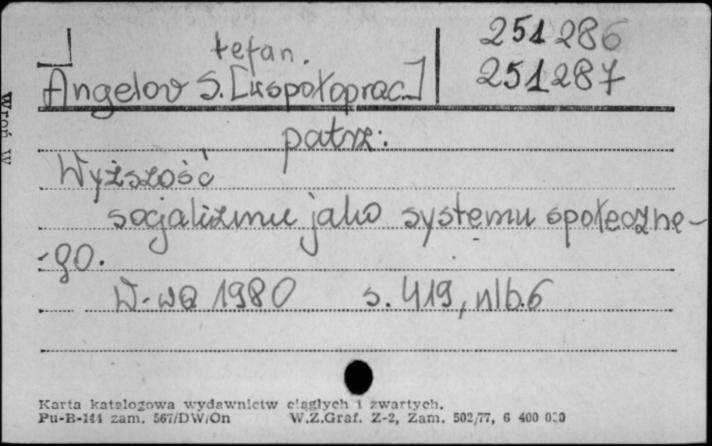 251286
tefan.
Angelov S. [współoprac.] 251287
patrz:
Wyższość
socjalizmu jako systemu społeczne-
-go.
W-wa 1980 s. 419, nlb. 6
Karta katalogowa wydawnictw ciągłych i zwartych.
Pu-B-141 zam. 567/DW/On W.Z.Graf. Z-2, Zam. 502/77, 6 400 000